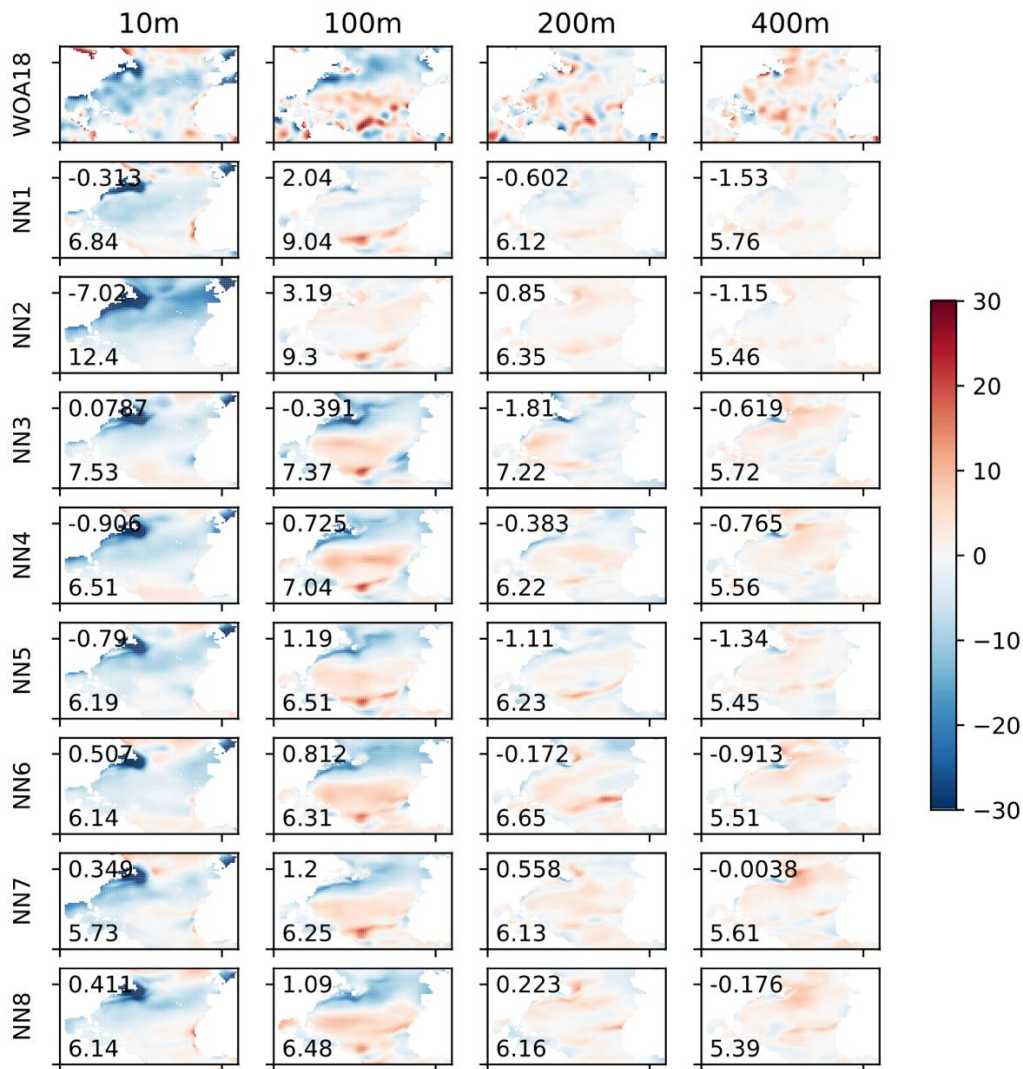 10m 100m 200m 400m
WOA18
NN1 -0.313 2.04 -0.602 -1.53
6.84 9.04 6.12 5.76
NN2 -7.02 3.19 0.85 -1.15
12.4 9.3 6.35 5.46
NN3 0.0787 -0.391 -1.81 -0.619
7.53 7.37 7.22 5.72
NN4 -0.906 0.725 -0.383 -0.765
6.51 7.04 6.22 5.56
NN5 -0.79 1.19 -1.11 -1.34
6.19 6.51 6.23 5.45
NN6 0.507 0.812 -0.172 -0.913
6.14 6.31 6.65 5.51
NN7 0.349 1.2 0.558 -0.0038
5.73 6.25 6.13 5.61
NN8 0.411 1.09 0.223 -0.176
6.14 6.48 6.16 5.39
30
20
10
0
−10
−20
−30